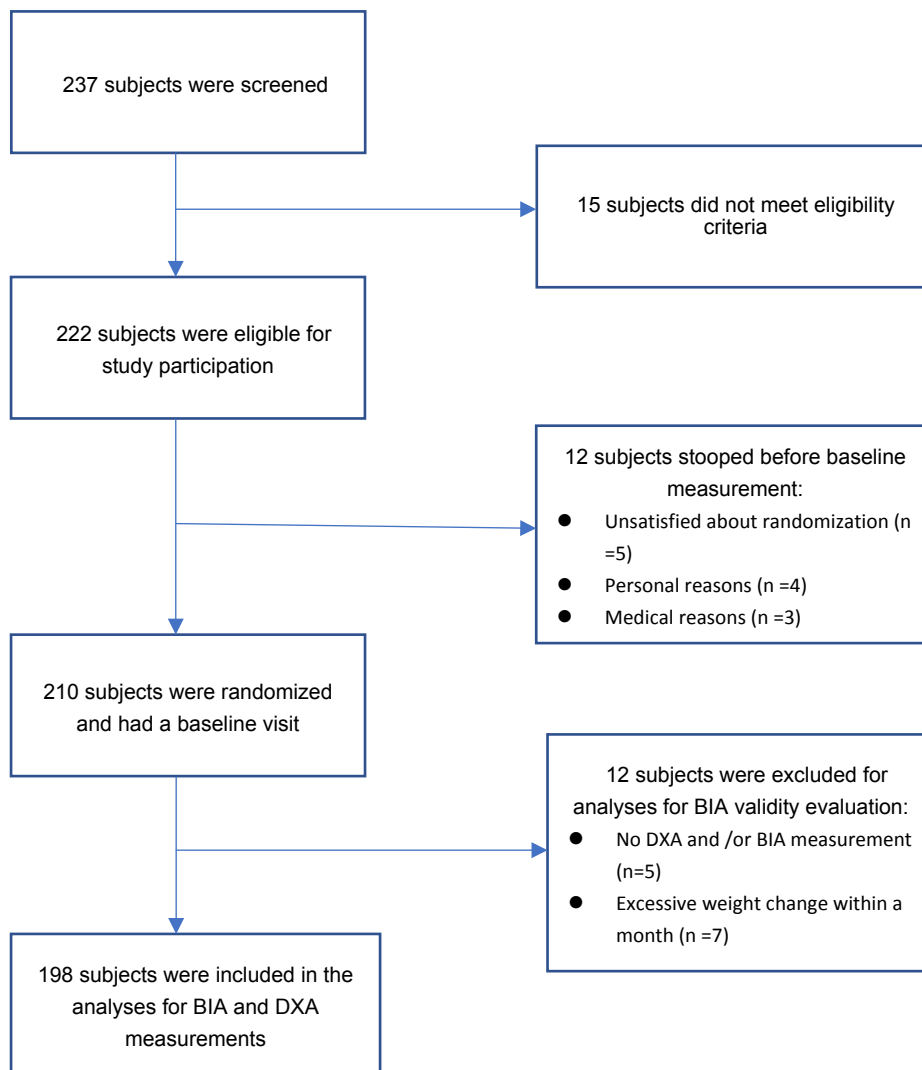 237 subjects were screened
15 subjects did not meet eligibility
criteria
222 subjects were eligible for
study participation
12 subjects stooped before baseline
measurement:
● Unsatisfied about randomization (n
=5)
● Personal reasons (n =4)
● Medical reasons (n =3)
210 subjects were randomized
and had a baseline visit
12 subjects were excluded for
analyses for BIA validity evaluation:
● No DXA and /or BIA measurement
(n=5)
● Excessive weight change within a
month (n =7)
198 subjects were included in the
analyses for BIA and DXA
measurements